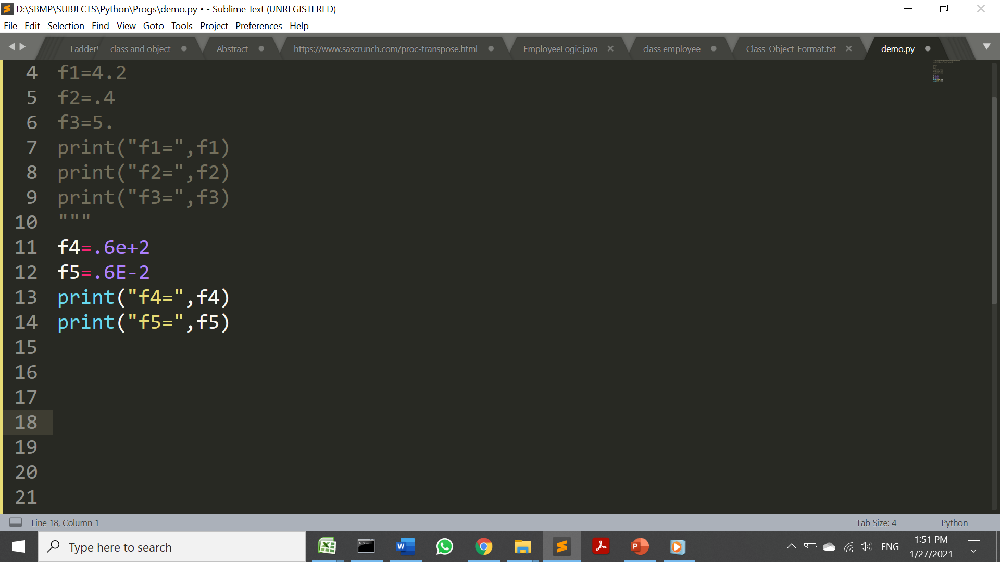 D:\SBMP\SUBJECTS\Python\Progs\demo.py • - Sublime Text (UNREGISTERED)
File Edit Selection Find View Goto Tools Project Preferences Help
Ladder! class and object Abstract https://www.sascrunch.com/proc-transpose.html EmployeeLogic.java class employee Class_Object_Format.txt demo.py
4 f1=4.2
5 f2=.4
6 f3=5.
7 print("f1=",f1)
8 print("f2=",f2)
9 print("f3=",f3)
10 """
11 f4=.6e+2
12 f5=.6E-2
13 print("f4=",f4)
14 print("f5=",f5)
15
16
17
18
19
20
21
Line 18, Column 1 Tab Size: 4 Python
Type here to search ENG 1:51 PM
1/27/2021